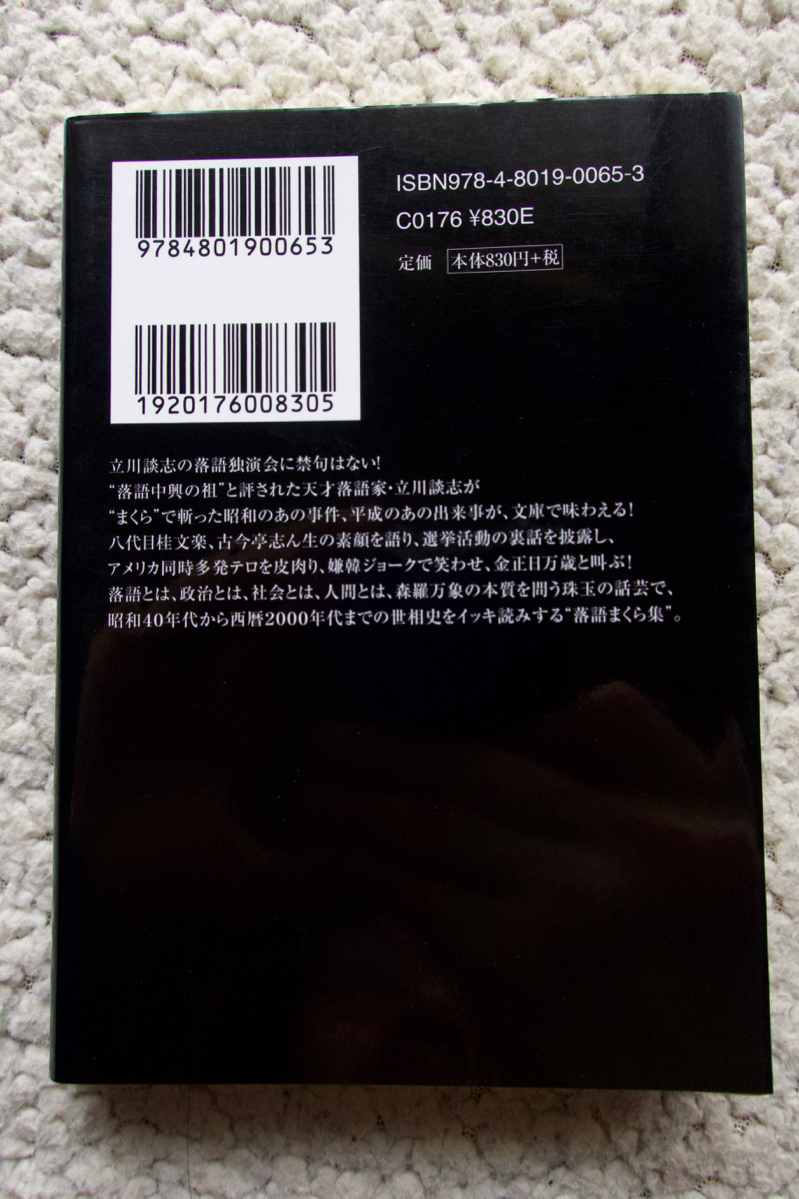 9784801900653
1920176008305
ISBN978-4-8019-0065-3
C0176 ¥830E
定価 本体830円+税
立川談志の落語独演会に禁句はない!
“落語中興の祖”と評された天才落語家・立川談志が
“まくら”で斬った昭和のあの事件、平成のあの出来事が、文庫で味わえる!
八代目桂文楽、古今亭志ん生の素顔を語り、選挙活動の裏話を披露し、
アメリカ同時多発テロを皮肉り、嫌韓ジョークで笑わせ、金正日万歳と叫ぶ!
落語とは、政治とは、社会とは、人間とは、森羅万象の本質を問う珠玉の話芸で、
昭和40年代から西暦2000年代までの世相史をイッキ読みする“落語まくら集”。